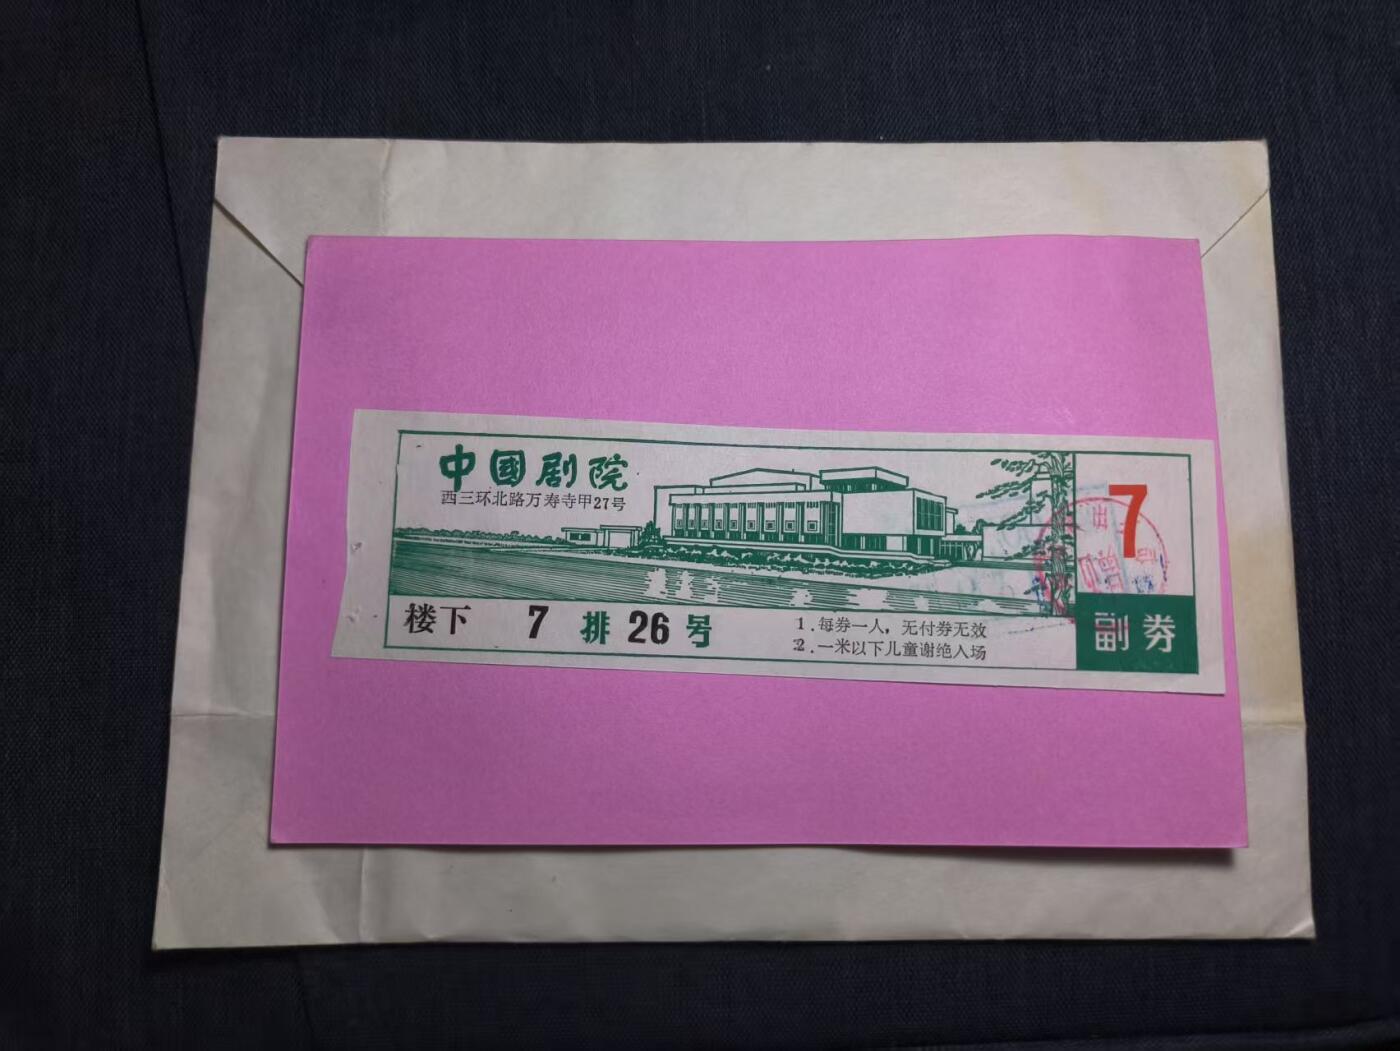 中國剧院
西三环北路万寿寺甲27号
7
楼下 7 排 26 号
1．每券一人，无付券无效
2．一米以下儿童谢绝入场
副券